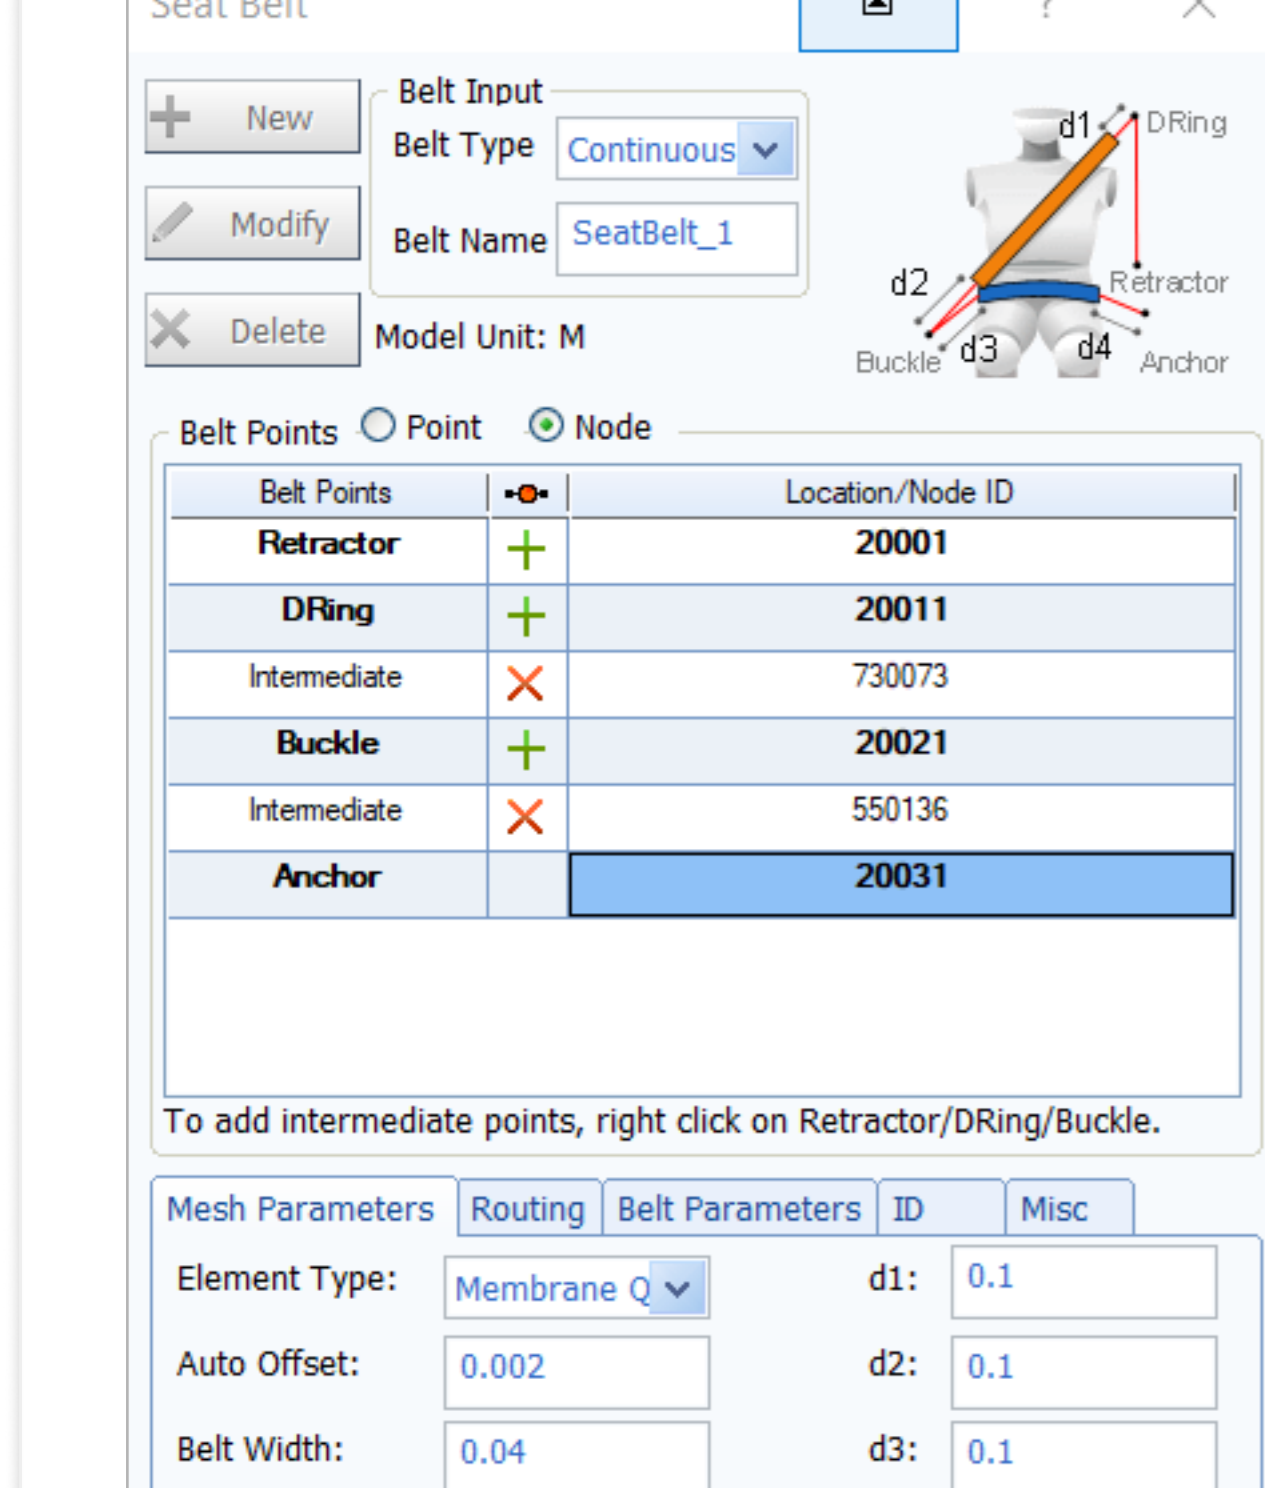 Seat Belt
?
New
Belt Input
Belt Type Continuous
Modify
Belt Name SeatBelt_1
Delete
Model Unit: M
d1 DRing
d2 Retractor
Buckle d3 d4 Anchor
Belt Points Point Node
Belt Points Location/Node ID
Retractor 20001
DRing 20011
Intermediate 730073
Buckle 20021
Intermediate 550136
Anchor 20031
To add intermediate points, right click on Retractor/DRing/Buckle.
Mesh Parameters Routing Belt Parameters ID Misc
Element Type: Membrane Q d1: 0.1
Auto Offset: 0.002 d2: 0.1
Belt Width: 0.04 d3: 0.1